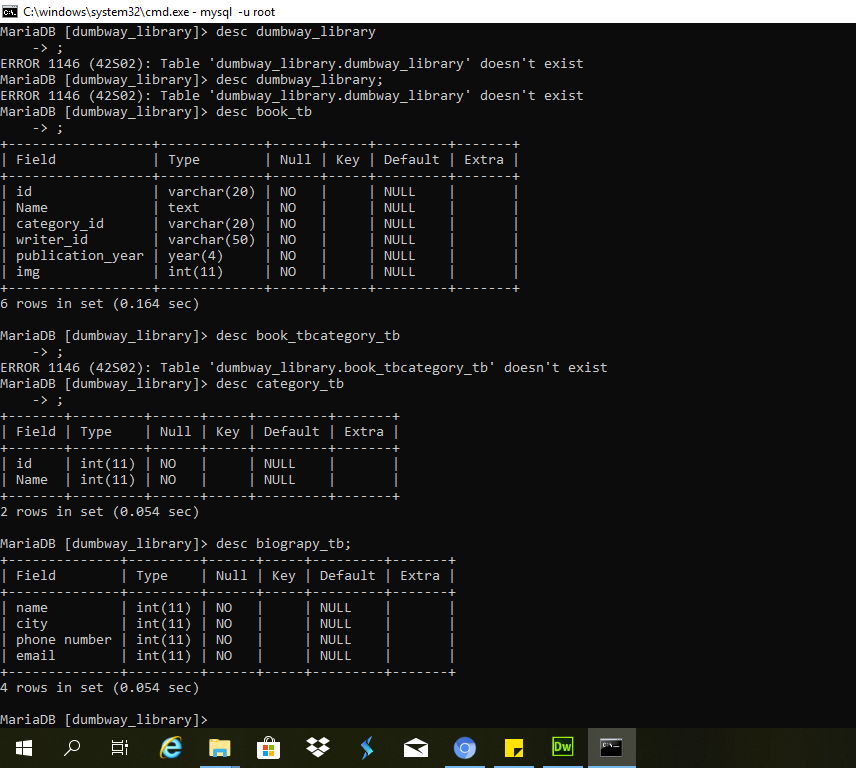 C:\windows\system32\cmd.exe - mysql  -u root
MariaDB [dumbway_library]> desc dumbway_library
    -> ;
ERROR 1146 (42S02): Table 'dumbway_library.dumbway_library' doesn't exist
MariaDB [dumbway_library]> desc dumbway_library;
ERROR 1146 (42S02): Table 'dumbway_library.dumbway_library' doesn't exist
MariaDB [dumbway_library]> desc book_tb
    -> ;
+------------------+-------------+------+-----+---------+-------+
| Field            | Type        | Null | Key | Default | Extra |
+------------------+-------------+------+-----+---------+-------+
| id               | varchar(20) | NO   |     | NULL    |       |
| Name             | text        | NO   |     | NULL    |       |
| category_id      | varchar(20) | NO   |     | NULL    |       |
| writer_id        | varchar(50) | NO   |     | NULL    |       |
| publication_year | year(4)     | NO   |     | NULL    |       |
| img              | int(11)     | NO   |     | NULL    |       |
+------------------+-------------+------+-----+---------+-------+
6 rows in set (0.164 sec)
MariaDB [dumbway_library]> desc book_tbcategory_tb
    -> ;
ERROR 1146 (42S02): Table 'dumbway_library.book_tbcategory_tb' doesn't exist
MariaDB [dumbway_library]> desc category_tb
    -> ;
+-------+---------+------+-----+---------+-------+
| Field | Type    | Null | Key | Default | Extra |
+-------+---------+------+-----+---------+-------+
| id    | int(11) | NO   |     | NULL    |       |
| Name  | int(11) | NO   |     | NULL    |       |
+-------+---------+------+-----+---------+-------+
2 rows in set (0.054 sec)
MariaDB [dumbway_library]> desc biograpy_tb;
+--------------+---------+------+-----+---------+-------+
| Field        | Type    | Null | Key | Default | Extra |
+--------------+---------+------+-----+---------+-------+
| name         | int(11) | NO   |     | NULL    |       |
| city         | int(11) | NO   |     | NULL    |       |
| phone number | int(11) | NO   |     | NULL    |       |
| email        | int(11) | NO   |     | NULL    |       |
+--------------+---------+------+-----+---------+-------+
4 rows in set (0.054 sec)
MariaDB [dumbway_library]>
Dw